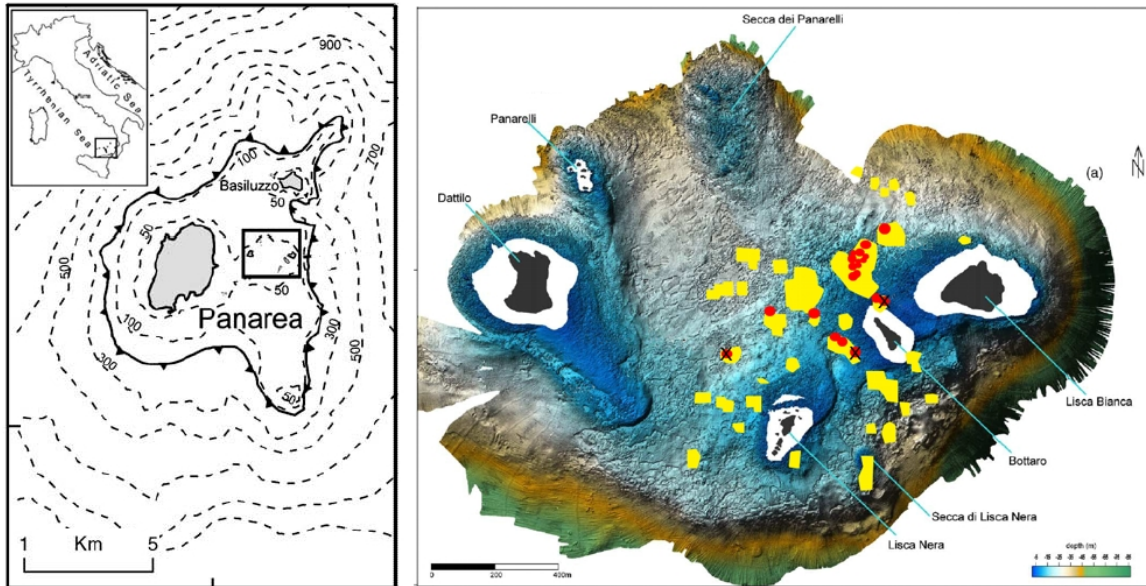 Adriatic Sea
Tyrrhenian Sea
900
700
100
Basiluzzo
50
50
500
50
Panarea
100
300
300
500
50
1 Km 5
Secca dei Panarelli
Panarelli
Dattilo
N
(a)
Lisca Bianca
Bottaro
Secca di Lisca Nera
Lisca Nera
0 200 400m
depth (m)